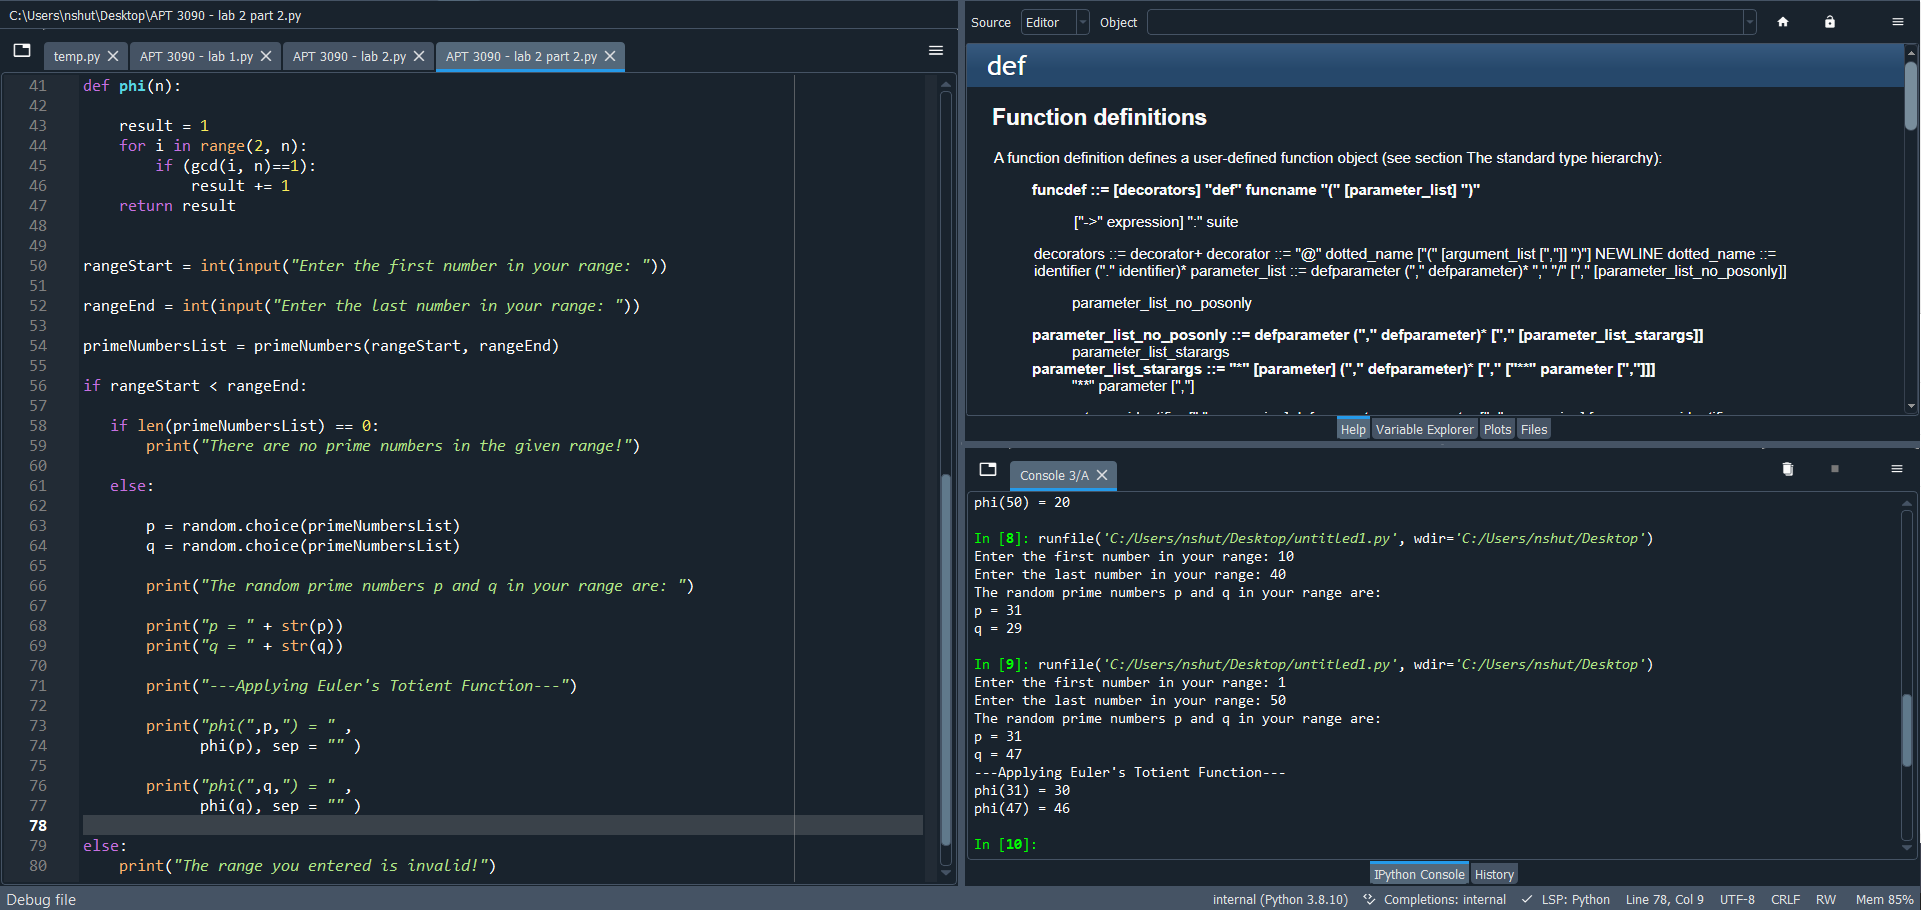 C:\Users\nshut\Desktop\APT 3090 - lab 2 part 2.py
temp.py APT 3090 - lab 1.py APT 3090 - lab 2.py APT 3090 - lab 2 part 2.py
41 def phi(n):
42
43 result = 1
44 for i in range(2, n):
45 if (gcd(i, n)==1):
46 result += 1
47 return result
48
49
50 rangeStart = int(input("Enter the first number in your range: "))
51
52 rangeEnd = int(input("Enter the last number in your range: "))
53
54 primeNumbersList = primeNumbers(rangeStart, rangeEnd)
55
56 if rangeStart < rangeEnd:
57
58 if len(primeNumbersList) == 0:
59 print("There are no prime numbers in the given range!")
60
61 else:
62
63 p = random.choice(primeNumbersList)
64 q = random.choice(primeNumbersList)
65
66 print("The random prime numbers p and q in your range are: ")
67
68 print("p = " + str(p))
69 print("q = " + str(q))
70
71 print("---Applying Euler's Totient Function---")
72
73 print("phi(",p,") = " ,
74 phi(p), sep = "" )
75
76 print("phi(",q,") = " ,
77 phi(q), sep = "" )
78
79 else:
80 print("The range you entered is invalid!")
Source Editor Object
def
Function definitions
A function definition defines a user-defined function object (see section The standard type hierarchy):
funcdef ::= [decorators] "def" funcname "(" [parameter_list] ")"
["->" expression] ":" suite
decorators ::= decorator+ decorator ::= "@" dotted_name ["(" [argument_list [","]] ")"] NEWLINE dotted_name ::=
identifier ("." identifier)* parameter_list ::= defparameter ("," defparameter)* "," "/" ["," [parameter_list_no_posonly]]
parameter_list_no_posonly
parameter_list_no_posonly ::= defparameter ("," defparameter)* ["," [parameter_list_starargs]]
parameter_list_starargs
parameter_list_starargs ::= "*" [parameter] ("," defparameter)* ["," ["**" parameter [","]]]
"**" parameter [","]
Help Variable Explorer Plots Files
Console 3/A
phi(50) = 20
In [8]: runfile('C:/Users/nshut/Desktop/untitled1.py', wdir='C:/Users/nshut/Desktop')
Enter the first number in your range: 10
Enter the last number in your range: 40
The random prime numbers p and q in your range are:
p = 31
q = 29
In [9]: runfile('C:/Users/nshut/Desktop/untitled1.py', wdir='C:/Users/nshut/Desktop')
Enter the first number in your range: 1
Enter the last number in your range: 50
The random prime numbers p and q in your range are:
p = 31
q = 47
---Applying Euler's Totient Function---
phi(31) = 30
phi(47) = 46
In [10]:
IPython Console History
Debug file internal (Python 3.8.10) Completions: internal LSP: Python Line 78, Col 9 UTF-8 CRLF RW Mem 85%